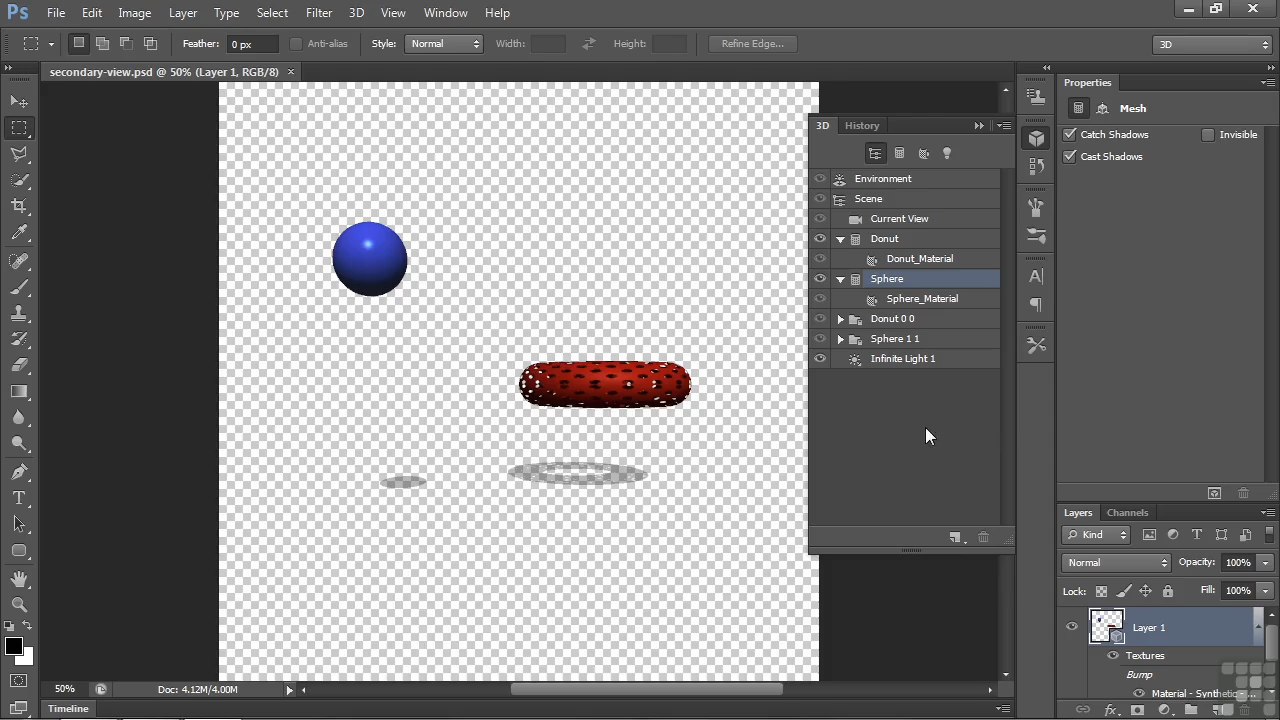 Ps File Edit Image Layer Type Select Filter 3D View Window Help
Feather: 0 px Anti-alias Style: Normal Width: Height: Refine Edge... 3D
secondary-view.psd @ 50% (Layer 1, RGB/8) ×
Properties
Mesh
Catch Shadows Invisible
Cast Shadows
3D History
Environment
Scene
Current View
Donut
Donut_Material
Sphere
Sphere_Material
Donut 0 0
Sphere 1 1
Infinite Light 1
Layers Channels
Kind
Normal Opacity: 100%
Lock: Fill: 100%
Layer 1
Textures
Bump
Material - Synthetic -...
50% Doc: 4.12M/4.00M
Timeline